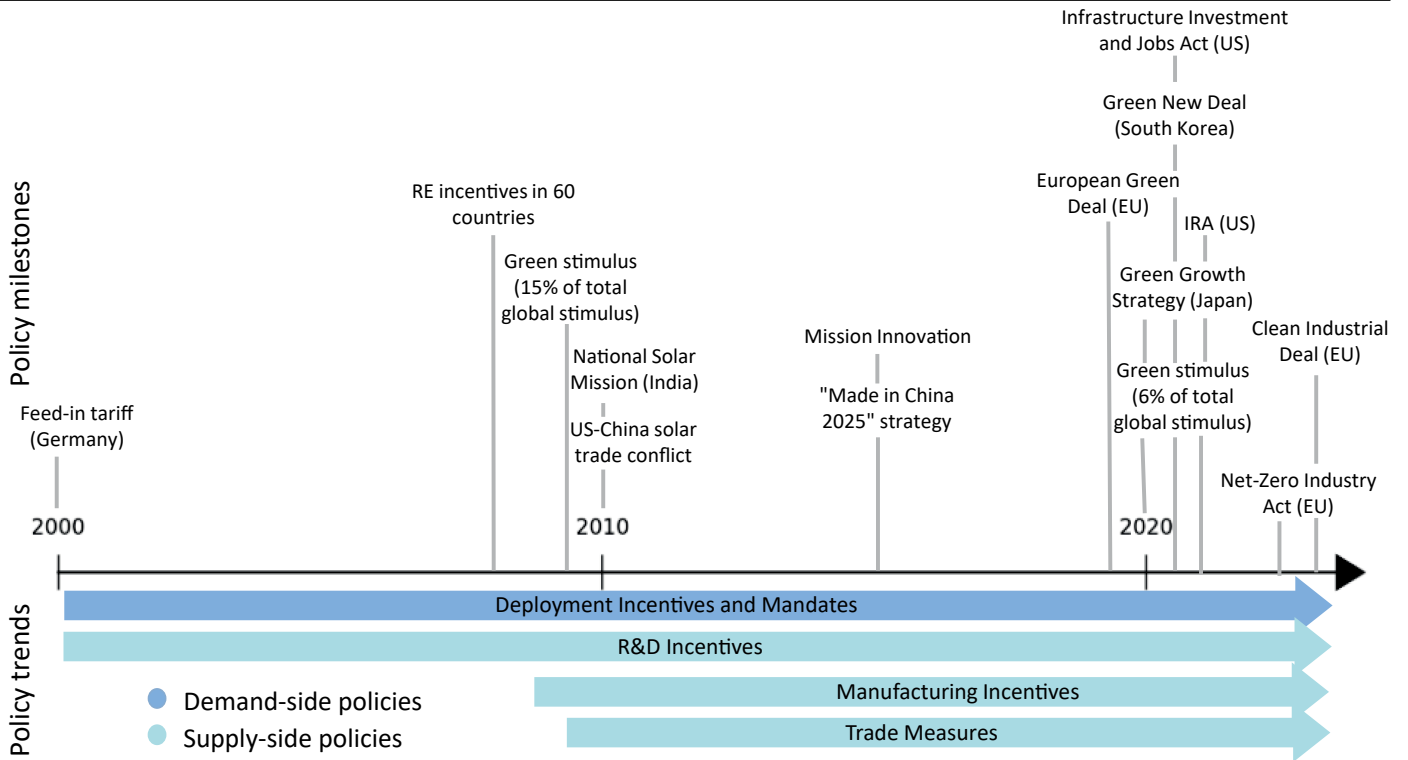 Infrastructure Investment
and Jobs Act (US)
Green New Deal
(South Korea)
European Green
Deal (EU)
RE incentives in 60
countries
IRA (US)
Green stimulus
(15% of total
global stimulus)
Green Growth
Strategy (Japan)
Mission Innovation
Clean Industrial
Deal (EU)
National Solar
Mission (India)
Green stimulus
(6% of total
global stimulus)
"Made in China
2025" strategy
Feed-in tariff
(Germany)
US-China solar
trade conflict
Net-Zero Industry
Act (EU)
Policy milestones
2000
2010
2020
Policy trends
Deployment Incentives and Mandates
R&D Incentives
Manufacturing Incentives
Trade Measures
Demand-side policies
Supply-side policies